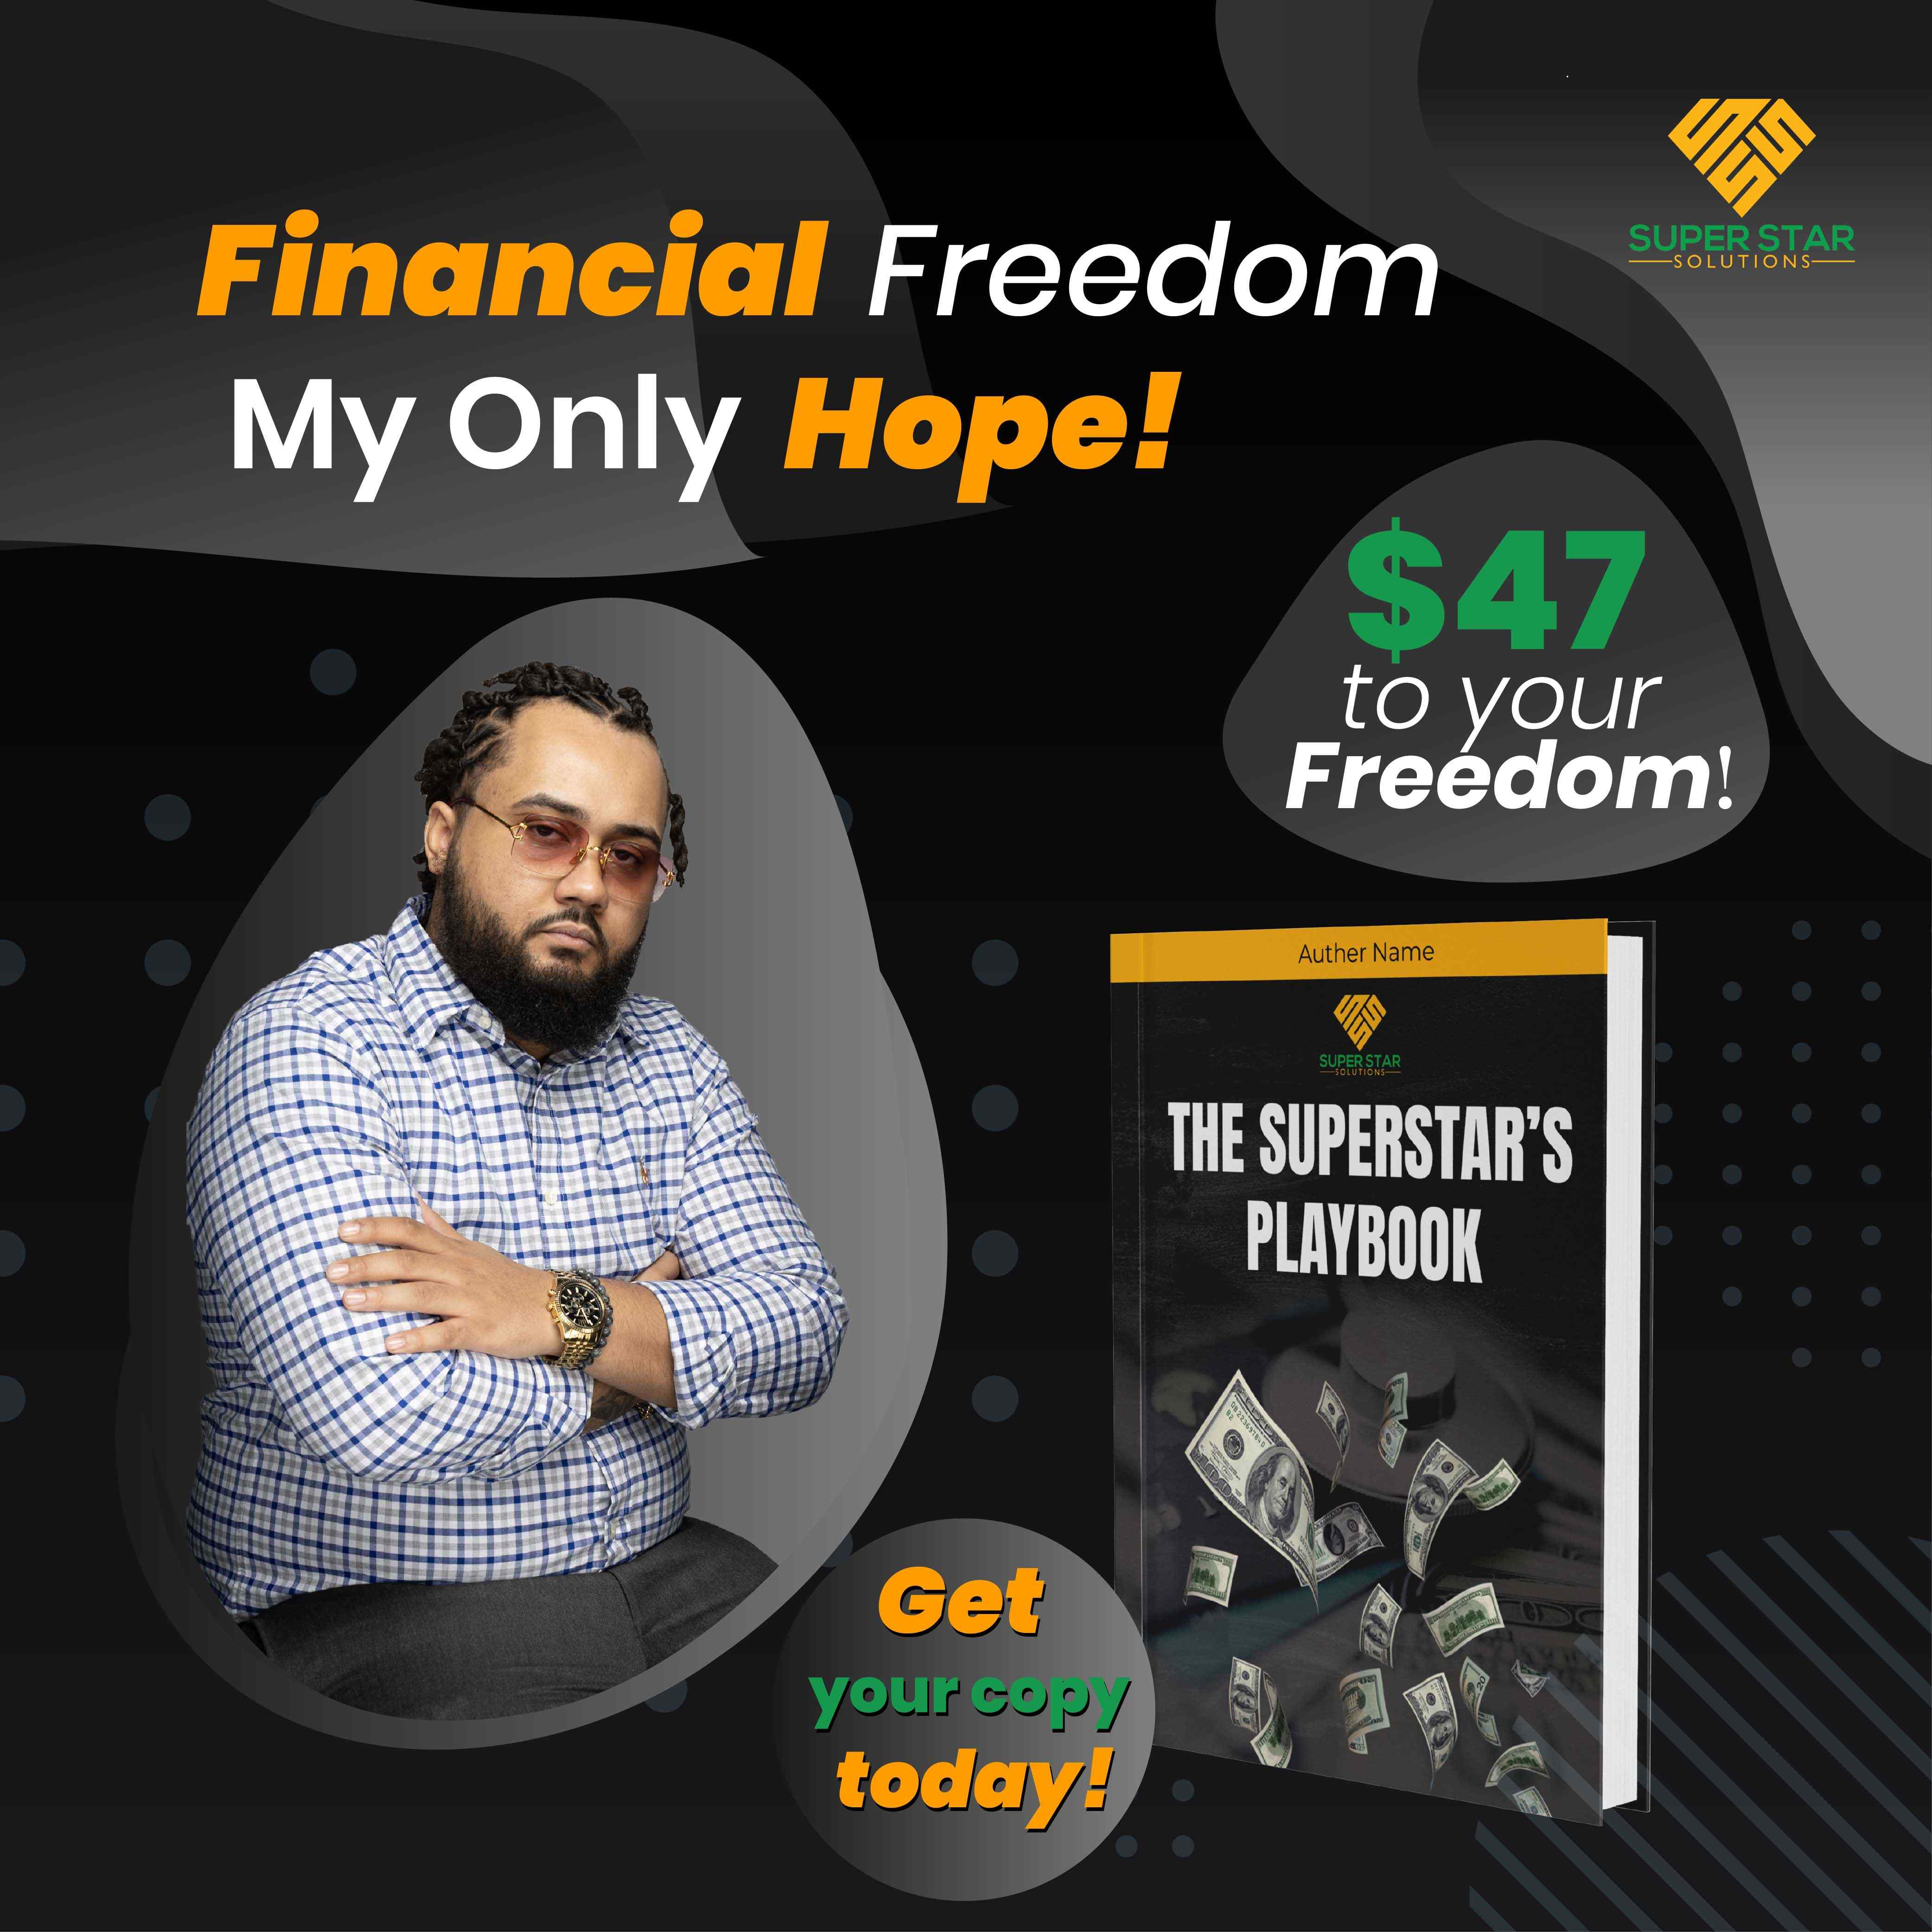 SUPER STAR
SOLUTIONS
Financial Freedom
My Only Hope!
$47
to your
Freedom!
Auther Name
SUPER STAR
SOLUTIONS
THE SUPERSTAR'S
PLAYBOOK
Get
your copy
today!